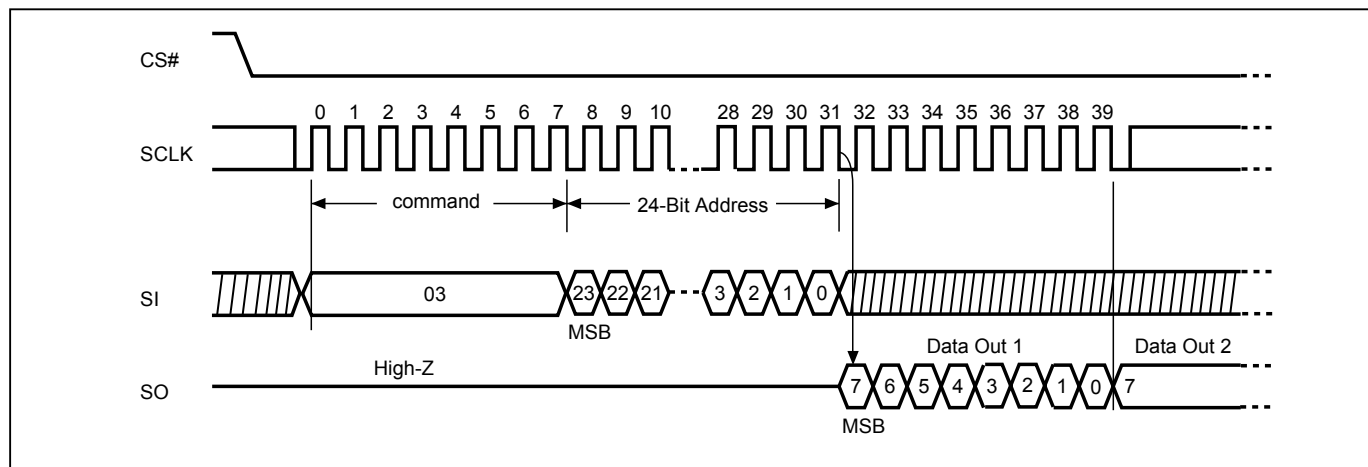 CS#
0 1 2 3 4 5 6 7 8 9 10 28 29 30 31 32 33 34 35 36 37 38 39
SCLK
command 24-Bit Address
SI 03 23 22 21 3 2 1 0
MSB
Data Out 1 Data Out 2
High-Z
SO 7 6 5 4 3 2 1 0 7
MSB